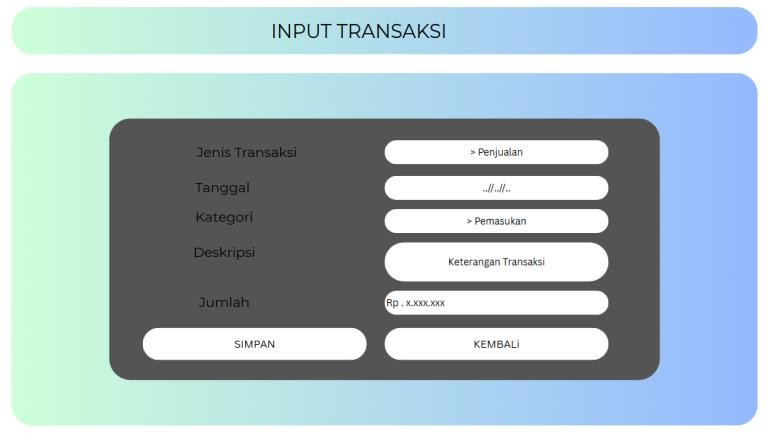 INPUT TRANSAKSI
Jenis Transaksi
> Penjualan
Tanggal
..//..//..
Kategori
> Pemasukan
Deskripsi
Keterangan Transaksi
Jumlah
Rp . x.xxx.xxx
SIMPAN
KEMBALi